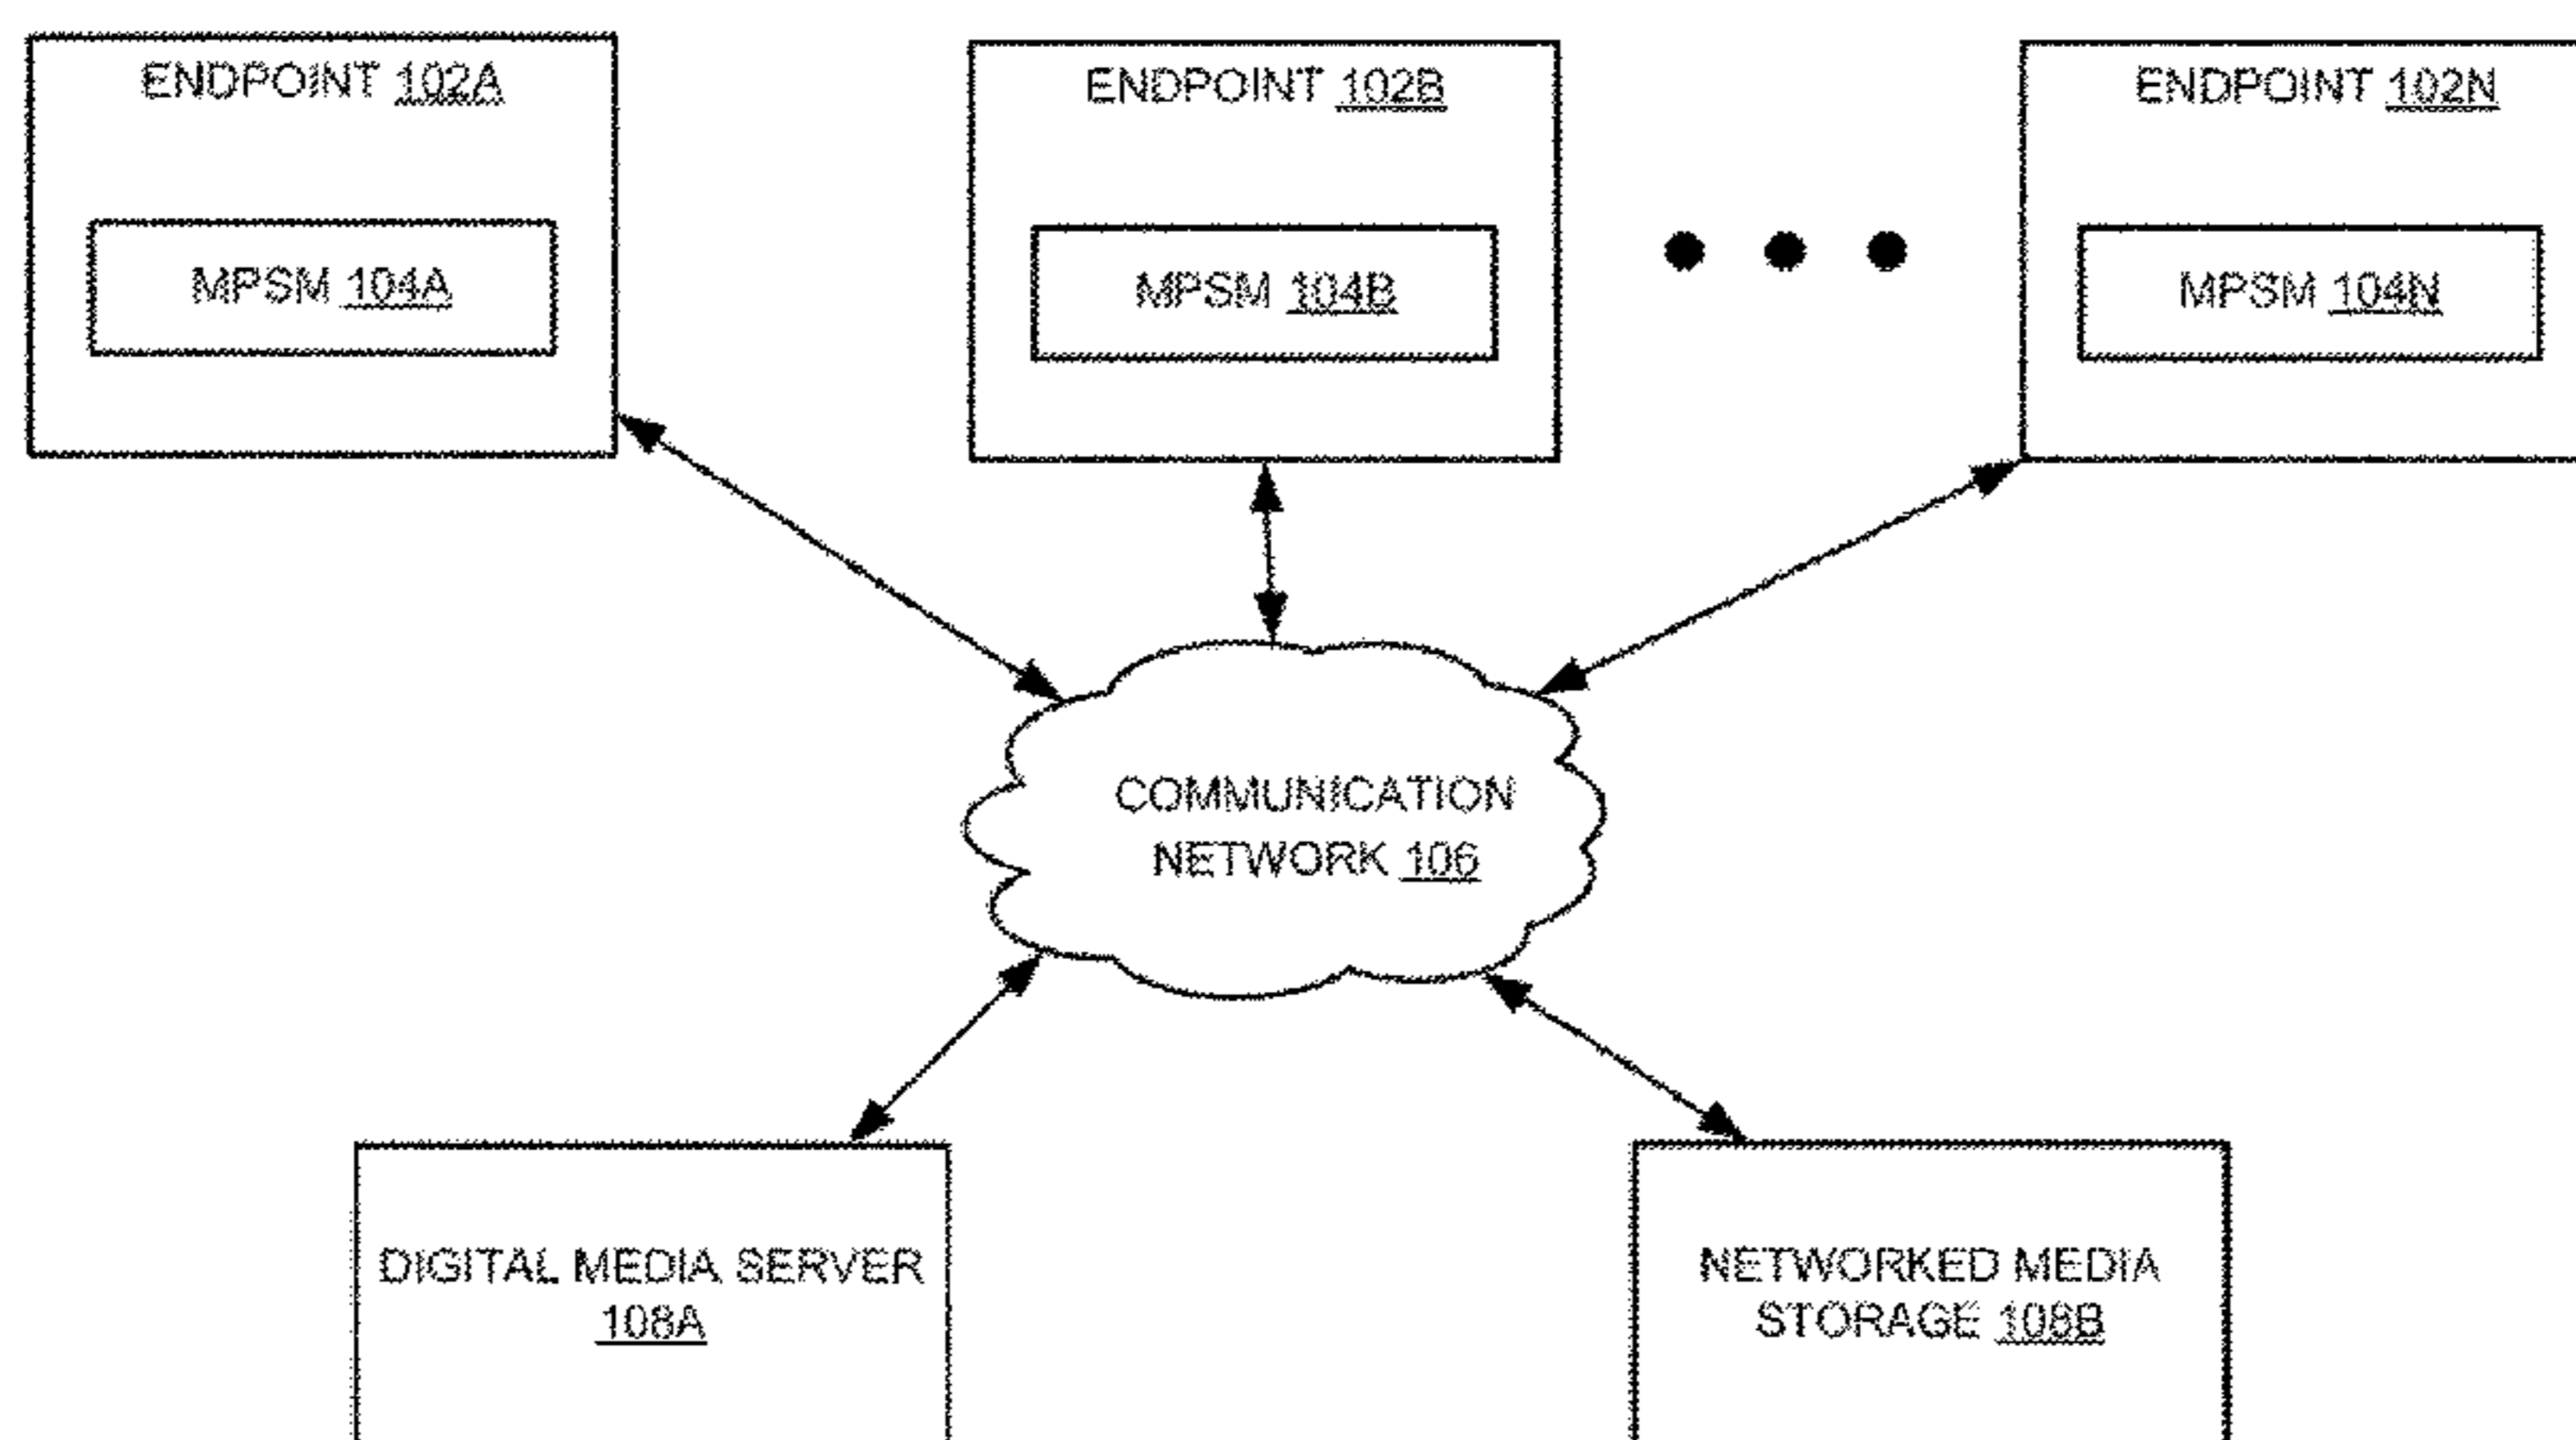 ENDPOINT 102A
ENDPOINT 102B
ENDPOINT 102N
MPSM 104A
MPSM 104B
MPSM 104N
COMMUNICATION
NETWORK 106
DIGITAL MEDIA SERVER
108A
NETWORKED MEDIA
STORAGE 108B